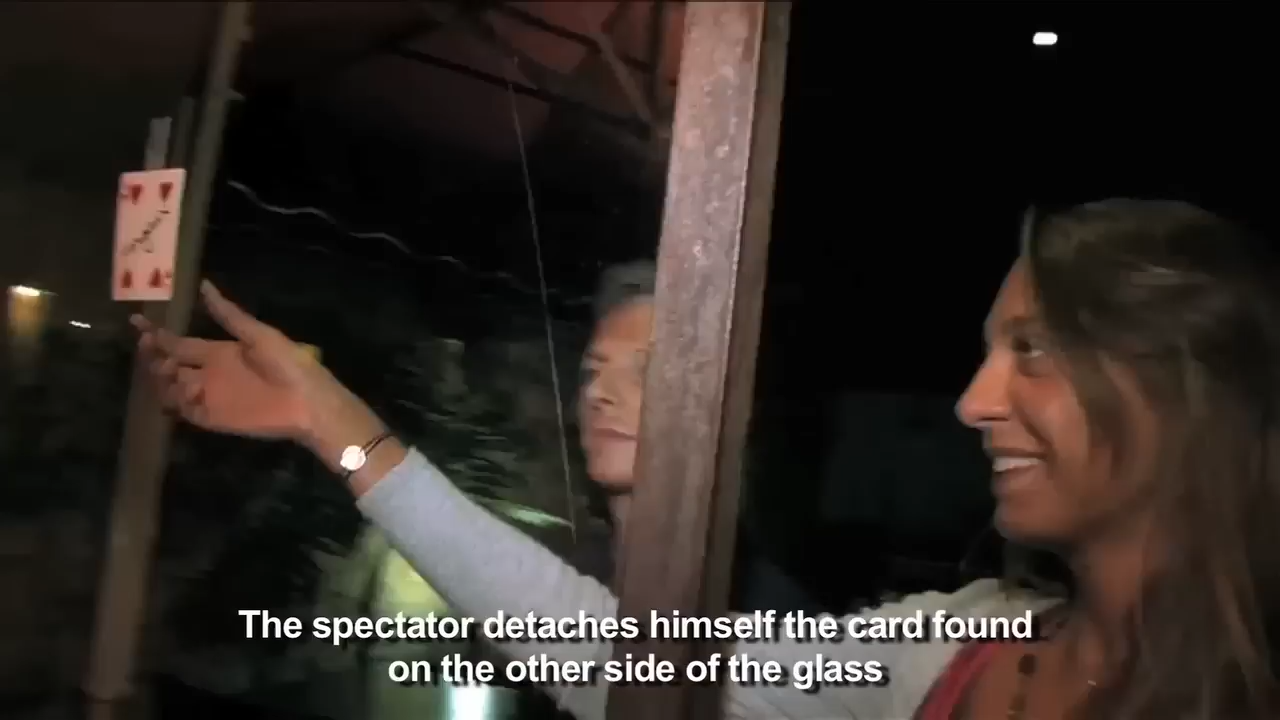 The spectator detaches himself the card found
on the other side of the glass